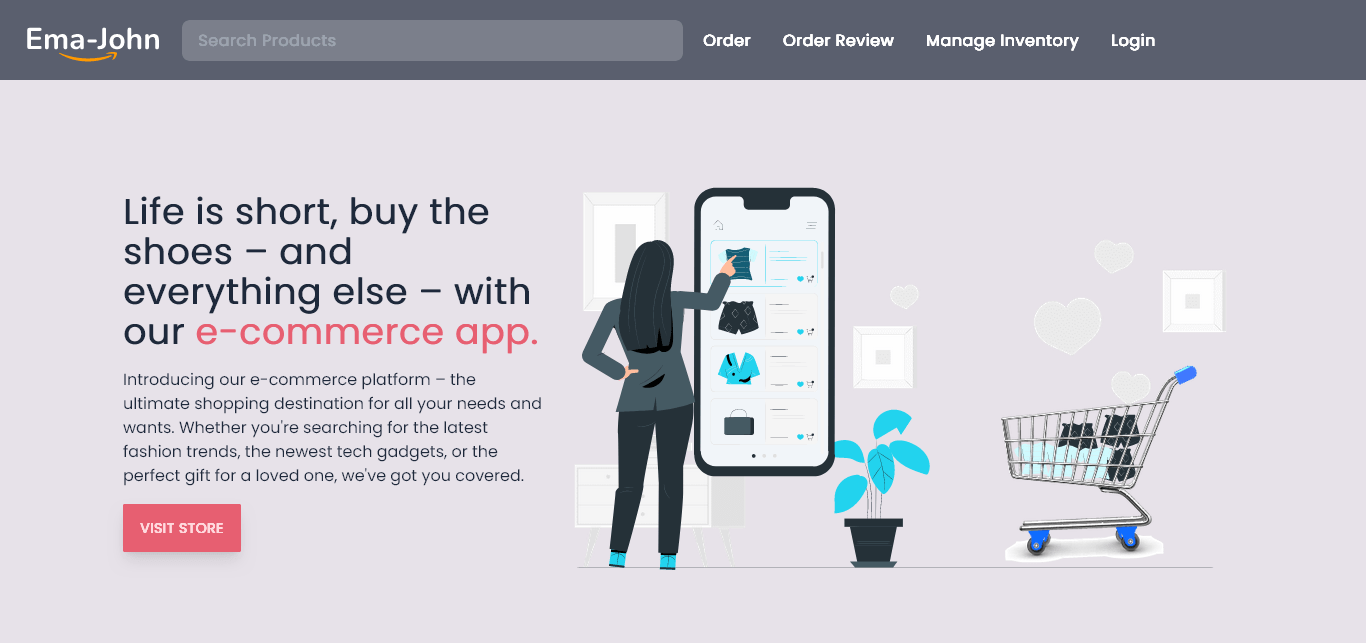 Ema-John
Search Products
Order
Order Review
Manage Inventory
Login
Life is short, buy the
shoes – and
everything else – with
our e-commerce app.
Introducing our e-commerce platform – the
ultimate shopping destination for all your needs and
wants. Whether you're searching for the latest
fashion trends, the newest tech gadgets, or the
perfect gift for a loved one, we've got you covered.
VISIT STORE